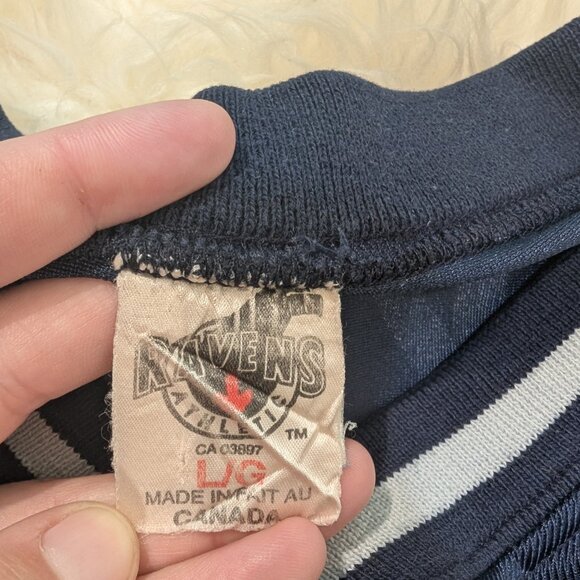 RAVENS
ATHLETIC
TM
CA 03897
L/G
MADE IN FAIT AU
CANADA